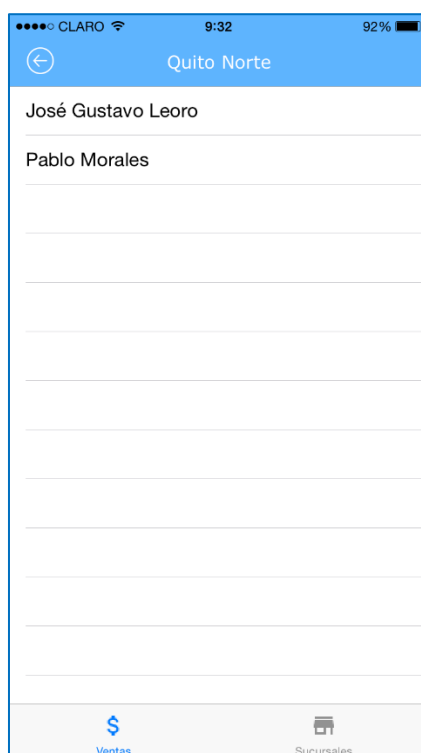 CLARO 9:32 92%
Quito Norte
José Gustavo Leoro
Pablo Morales
$
Ventas Sucursales